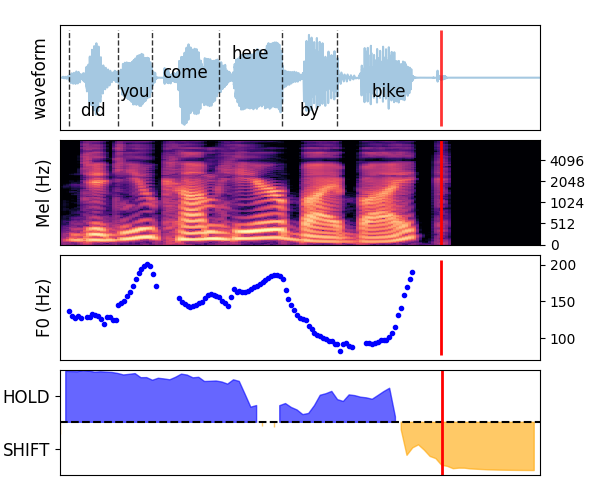 waveform
did
you
come
here
by
bike
Mel (Hz)
4096
2048
1024
512
0
F0 (Hz)
200
150
100
HOLD
SHIFT